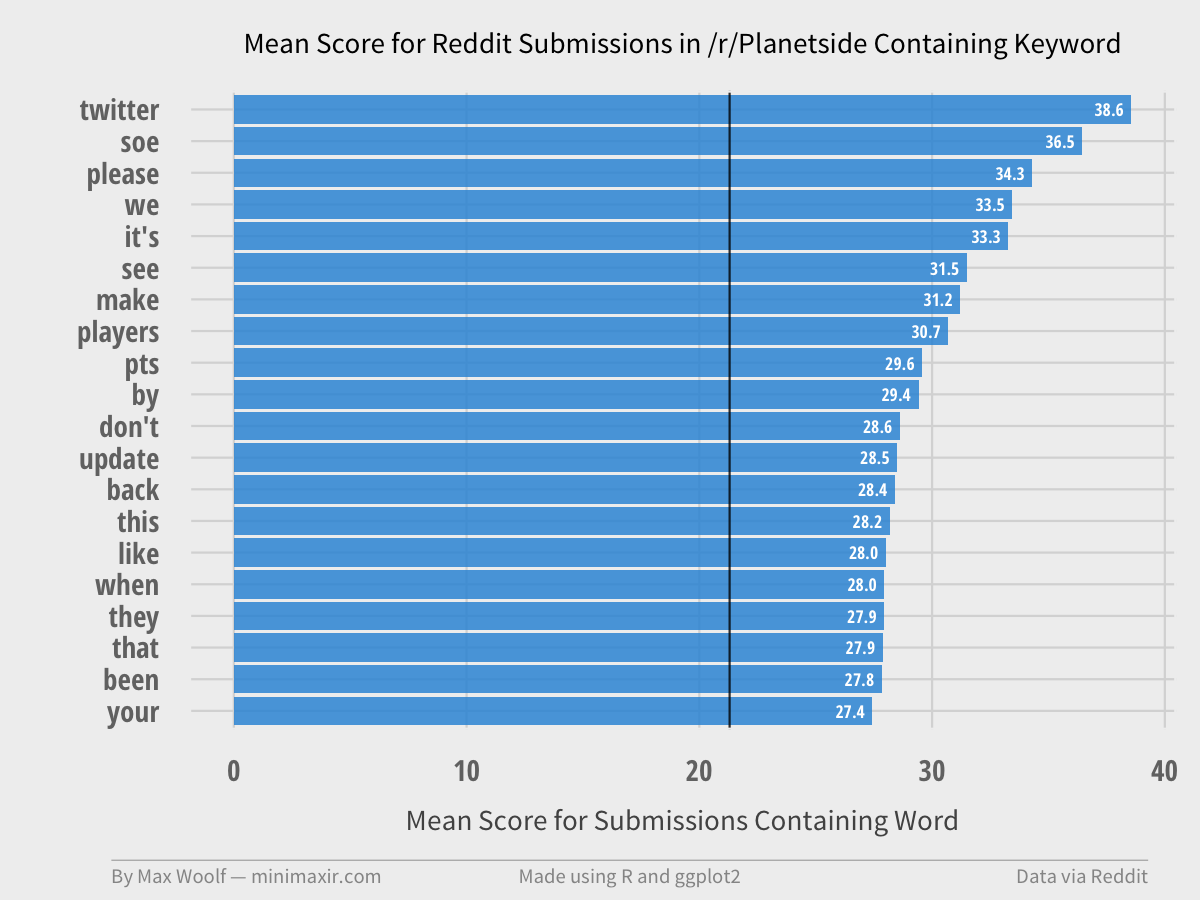 Mean Score for Reddit Submissions in /r/Planetside Containing Keyword
twitter 38.6
soe 36.5
please 34.3
we 33.5
it's 33.3
see 31.5
make 31.2
players 30.7
pts 29.6
by 29.4
don't 28.6
update 28.5
back 28.4
this 28.2
like 28.0
when 28.0
they 27.9
that 27.9
been 27.8
your 27.4
0 10 20 30 40
Mean Score for Submissions Containing Word
By Max Woolf — minimaxir.com Made using R and ggplot2 Data via Reddit